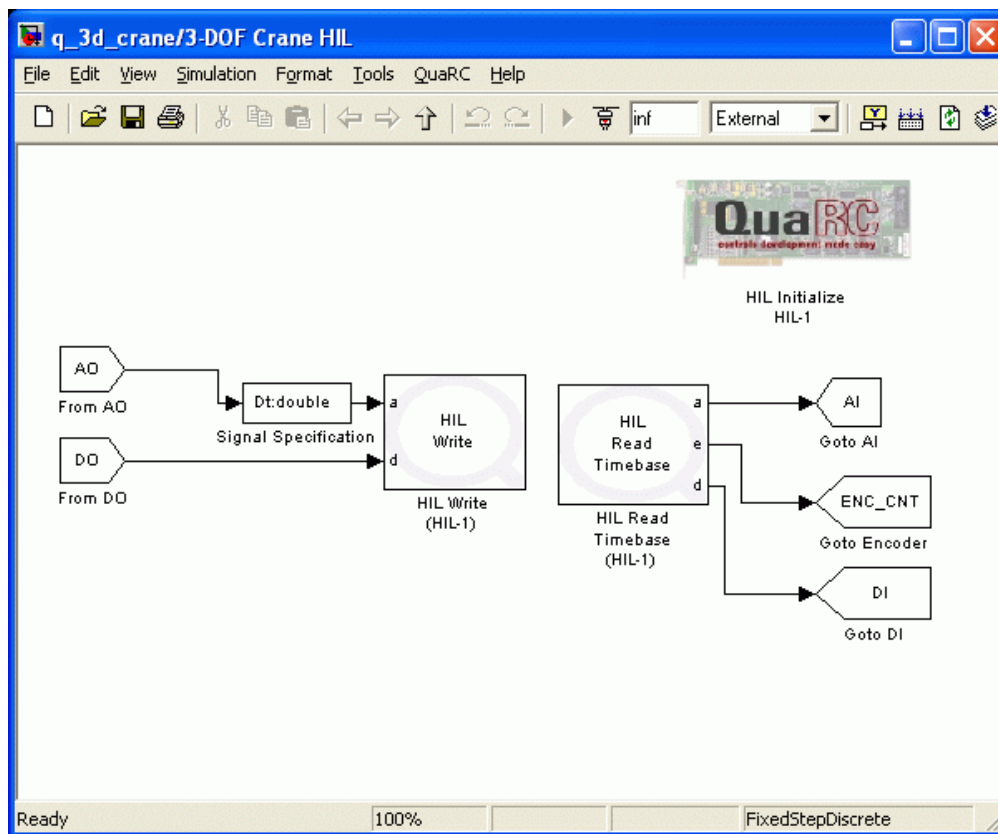 q_3d_crane/3-DOF Crane HIL
File Edit View Simulation Format Tools QuaRC Help
inf External
QuaRC
controls development made easy
HIL Initialize
HIL-1
AO
From AO
Dt:double
Signal Specification
DO
From DO
a
d
HIL
Write
HIL Write
(HIL-1)
HIL
Read
Timebase
a
e
d
HIL Read
Timebase
(HIL-1)
AI
Goto AI
ENC_CNT
Goto Encoder
DI
Goto DI
Ready 100% FixedStepDiscrete